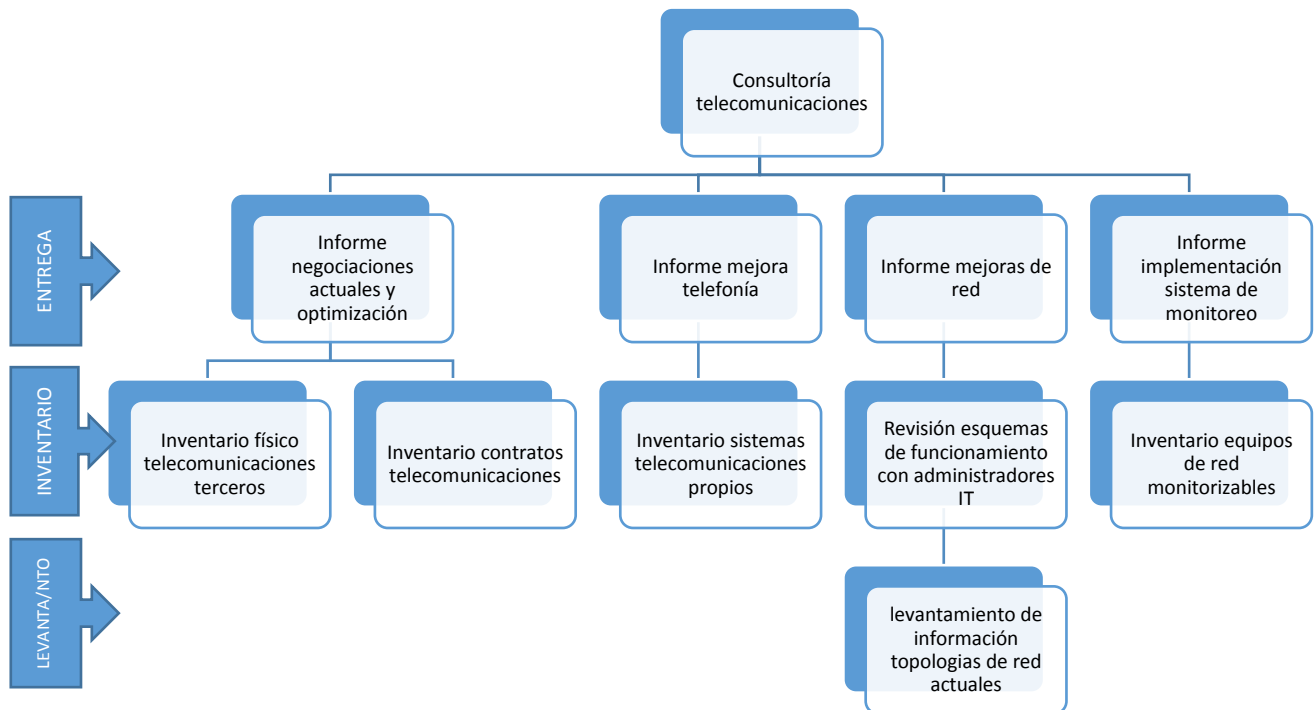 Consultoría
telecomunicaciones
ENTREGA
Informe
negociaciones
actuales y
optimización
Informe mejora
telefonía
Informe mejoras de
red
Informe
implementación
sistema de
monitoreo
INVENTARIO
Inventario físico
telecomunicaciones
terceros
Inventario contratos
telecomunicaciones
Inventario sistemas
telecomunicaciones
propios
Revisión esquemas
de funcionamiento
con administradores
IT
Inventario equipos
de red
monitorizables
LEVANTA/NTO
levantamiento de
información
topologias de red
actuales